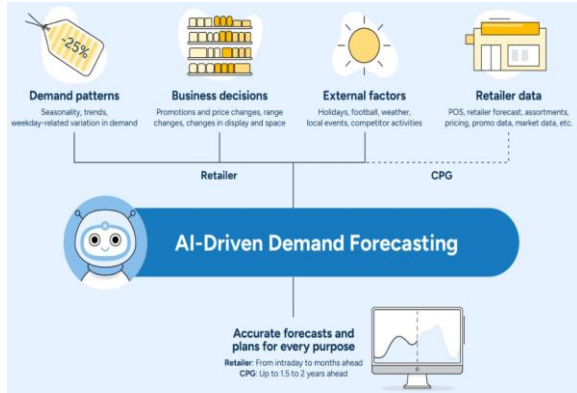 -25%
Demand patterns
Seasonality, trends,
weekday-related variation in demand
Business decisions
Promotions and price changes, range
changes, changes in display and space
External factors
Holidays, football, weather,
local events, competitor activities
Retailer data
POS, retailer forecast, assortments,
pricing, promo data, market data, etc.
Retailer
CPG
AI-Driven Demand Forecasting
Accurate forecasts and
plans for every purpose
Retailer: From intraday to months ahead
CPG: Up to 1.5 to 2 years ahead